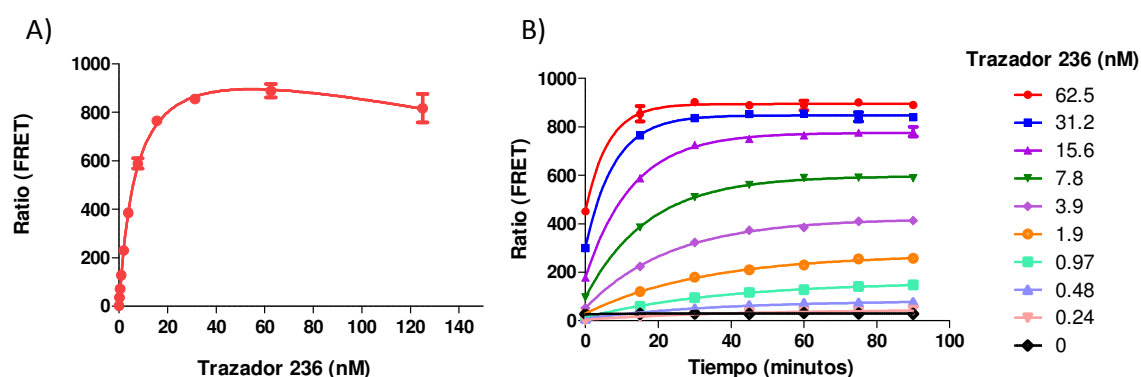 A)
Ratio (FRET)
1000
800
600
400
200
0
0 20 40 60 80 100 120 140
Trazador 236 (nM)
B)
Ratio (FRET)
1000
800
600
400
200
0
0 20 40 60 80 100
Tiempo (minutos)
Trazador 236 (nM)
62.5
31.2
15.6
7.8
3.9
1.9
0.97
0.48
0.24
0